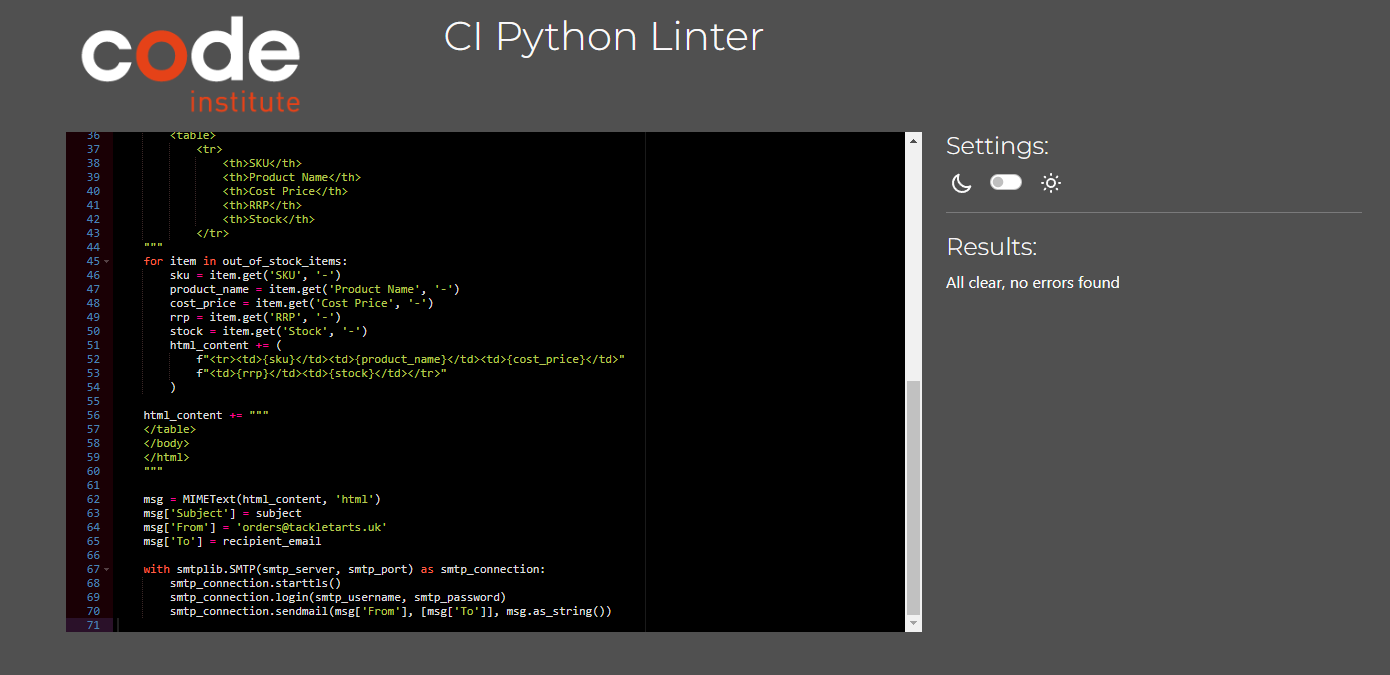 code
institute
CI Python Linter
36 <table>
37 <tr>
38 <th>SKU</th>
39 <th>Product Name</th>
40 <th>Cost Price</th>
41 <th>RRP</th>
42 <th>Stock</th>
43 </tr>
44 """
45 for item in out_of_stock_items:
46 sku = item.get('SKU', '-')
47 product_name = item.get('Product Name', '-')
48 cost_price = item.get('Cost Price', '-')
49 rrp = item.get('RRP', '-')
50 stock = item.get('Stock', '-')
51 html_content += (
52 f"<tr><td>{sku}</td><td>{product_name}</td><td>{cost_price}</td>"
53 f"<td>{rrp}</td><td>{stock}</td></tr>"
54 )
55
56 html_content += """
57 </table>
58 </body>
59 </html>
60 """
61
62 msg = MIMEText(html_content, 'html')
63 msg['Subject'] = subject
64 msg['From'] = 'orders@tackletarts.uk'
65 msg['To'] = recipient_email
66
67 with smtplib.SMTP(smtp_server, smtp_port) as smtp_connection:
68 smtp_connection.starttls()
69 smtp_connection.login(smtp_username, smtp_password)
70 smtp_connection.sendmail(msg['From'], [msg['To']], msg.as_string())
71
Settings:
Results:
All clear, no errors found